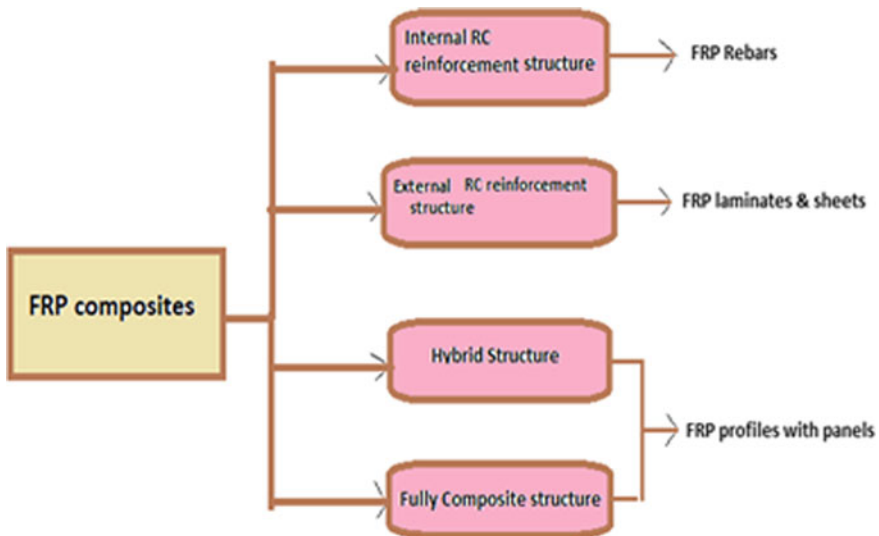 Internal RC
reinforcement structure
FRP Rebars
External RC reinforcement
structure
FRP laminates & sheets
FRP composites
Hybrid Structure
FRP profiles with panels
Fully Composite structure